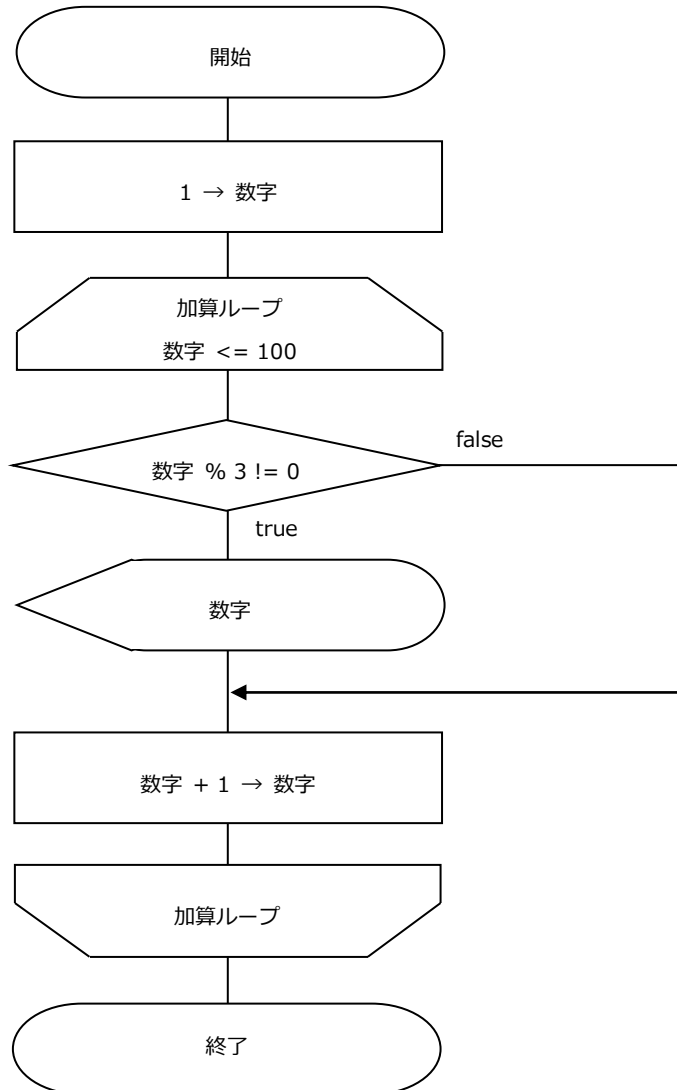 開始
1 → 数字
加算ループ
数字 <= 100
数字 % 3 != 0
false
true
数字
数字 + 1 → 数字
加算ループ
終了